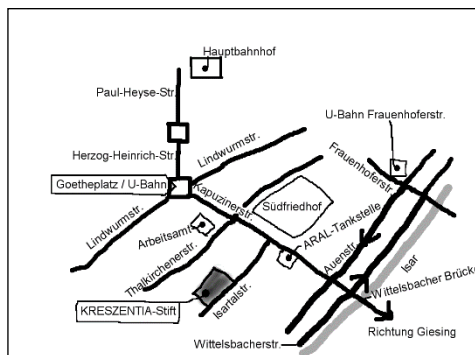 Hauptbahnhof
Paul-Heyse-Str.
U-Bahn Frauenhoferstr.
Herzog-Heinrich-Str.
Lindwurmstr.
Frauenhoferstr.
Goetheplatz / U-Bahn
Kapuzinerstr.
Südfriedhof
Lindwurmstr.
Arbeitsamt
ARAL-Tankstelle
Auenstr.
Isar
Thalkirchenerstr.
Isartalstr.
Wittelsbacher Brücke
KRESZENTIA-Stift
Richtung Giesing
Wittelsbacherstr.